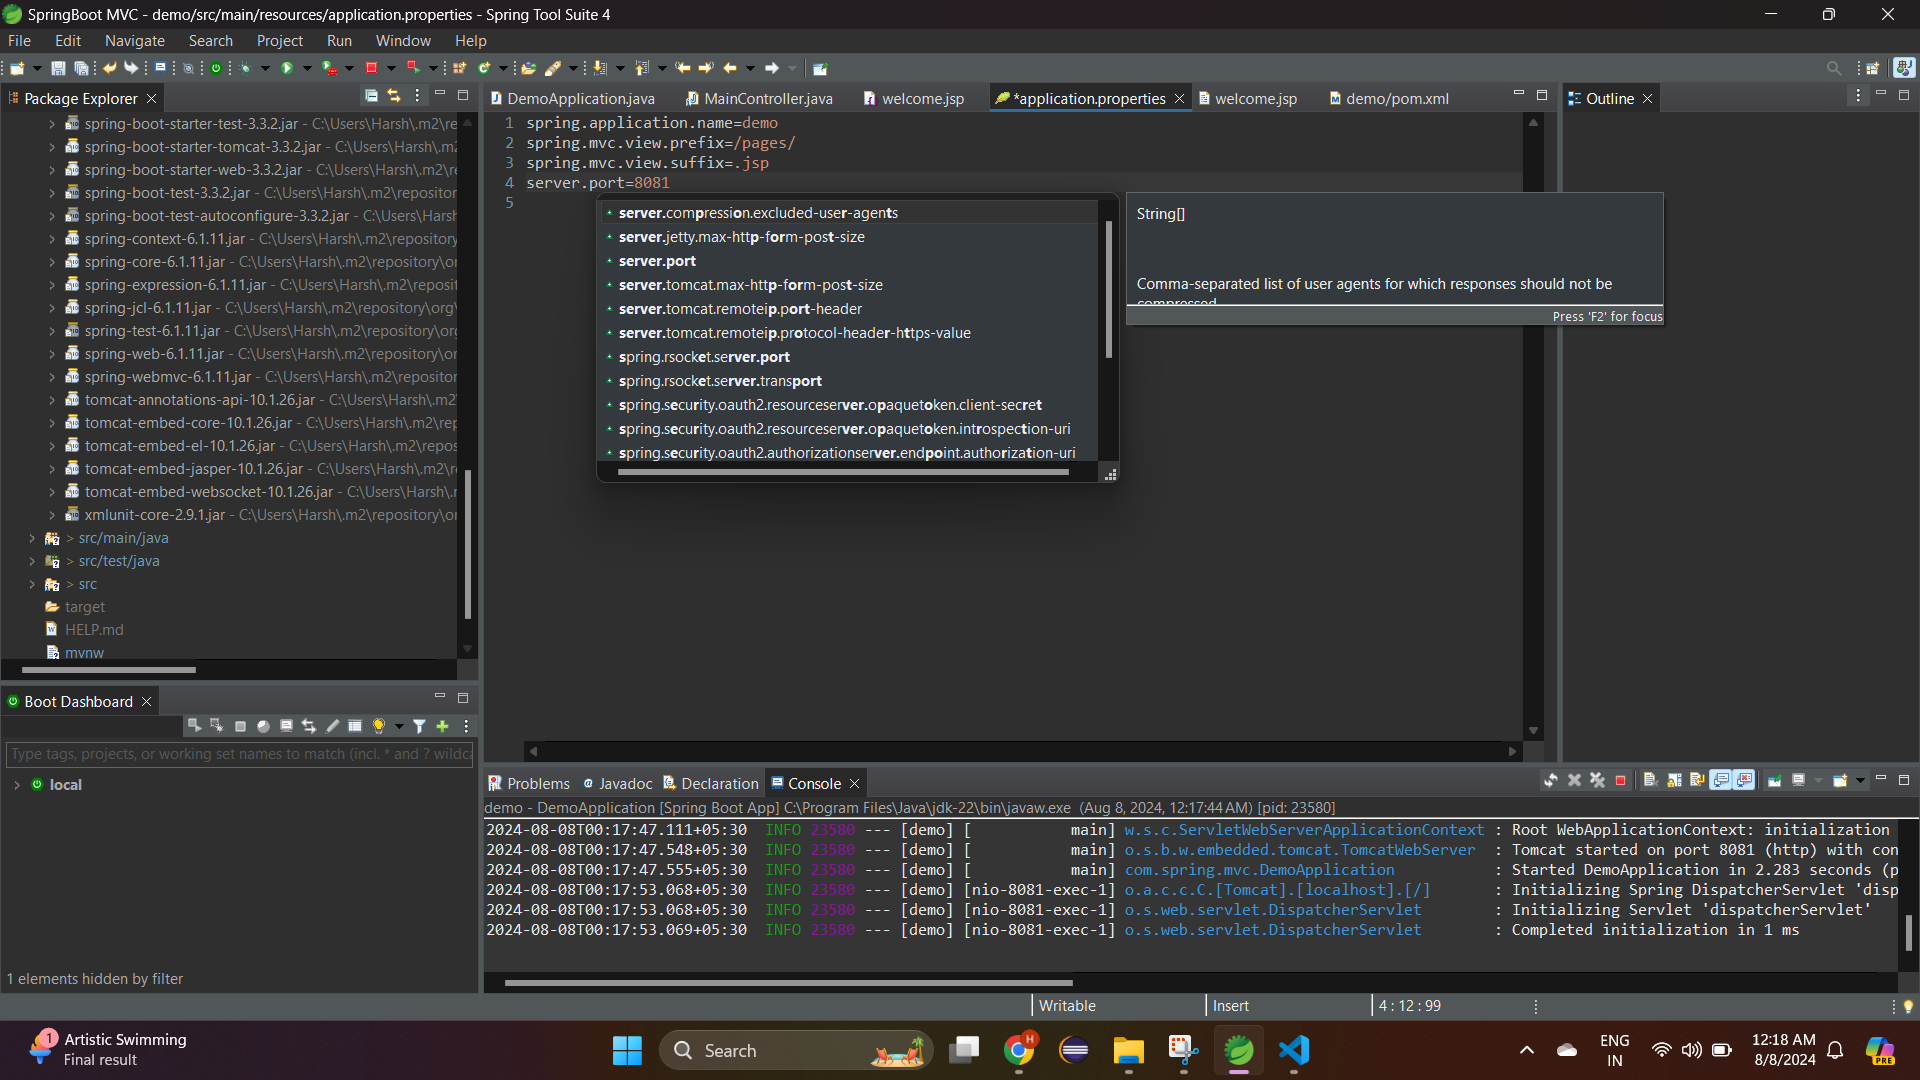 SpringBoot MVC - demo/src/main/resources/application.properties - Spring Tool Suite 4
File Edit Navigate Search Project Run Window Help
Package Explorer
spring-boot-starter-test-3.3.2.jar - C:\Users\Harsh\.m2\re
spring-boot-starter-tomcat-3.3.2.jar - C:\Users\Harsh\.m2
spring-boot-starter-web-3.3.2.jar - C:\Users\Harsh\.m2\re
spring-boot-test-3.3.2.jar - C:\Users\Harsh\.m2\repositor
spring-boot-test-autoconfigure-3.3.2.jar - C:\Users\Harsh
spring-context-6.1.11.jar - C:\Users\Harsh\.m2\repository
spring-core-6.1.11.jar - C:\Users\Harsh\.m2\repository\or
spring-expression-6.1.11.jar - C:\Users\Harsh\.m2\reposit
spring-jcl-6.1.11.jar - C:\Users\Harsh\.m2\repository\org\
spring-test-6.1.11.jar - C:\Users\Harsh\.m2\repository\org
spring-web-6.1.11.jar - C:\Users\Harsh\.m2\repository\or
spring-webmvc-6.1.11.jar - C:\Users\Harsh\.m2\repositor
tomcat-annotations-api-10.1.26.jar - C:\Users\Harsh\.m2
tomcat-embed-core-10.1.26.jar - C:\Users\Harsh\.m2\rep
tomcat-embed-el-10.1.26.jar - C:\Users\Harsh\.m2\repos
tomcat-embed-jasper-10.1.26.jar - C:\Users\Harsh\.m2\re
tomcat-embed-websocket-10.1.26.jar - C:\Users\Harsh\.r
xmlunit-core-2.9.1.jar - C:\Users\Harsh\.m2\repository\or
> src/main/java
> src/test/java
> src
target
HELP.md
mvnw
DemoApplication.java MainController.java welcome.jsp *application.properties welcome.jsp demo/pom.xml
1 spring.application.name=demo
2 spring.mvc.view.prefix=/pages/
3 spring.mvc.view.suffix=.jsp
4 server.port=8081
5
server.compression.excluded-user-agents
server.jetty.max-http-form-post-size
server.port
server.tomcat.max-http-form-post-size
server.tomcat.remoteip.port-header
server.tomcat.remoteip.protocol-header-https-value
spring.rsocket.server.port
spring.rsocket.server.transport
spring.security.oauth2.resourceserver.opaquetoken.client-secret
spring.security.oauth2.resourceserver.opaquetoken.introspection-uri
spring.security.oauth2.authorizationserver.endpoint.authorization-uri
String[]
Comma-separated list of user agents for which responses should not be
compressed
Press 'F2' for focus
Outline
Boot Dashboard
Type tags, projects, or working set names to match (incl. * and ? wildca
local
1 elements hidden by filter
Problems Javadoc Declaration Console
demo - DemoApplication [Spring Boot App] C:\Program Files\Java\jdk-22\bin\javaw.exe (Aug 8, 2024, 12:17:44 AM) [pid: 23580]
2024-08-08T00:17:47.111+05:30 INFO 23580 --- [demo] [ main] w.s.c.ServletWebServerApplicationContext : Root WebApplicationContext: initialization
2024-08-08T00:17:47.548+05:30 INFO 23580 --- [demo] [ main] o.s.b.w.embedded.tomcat.TomcatWebServer : Tomcat started on port 8081 (http) with con
2024-08-08T00:17:47.555+05:30 INFO 23580 --- [demo] [ main] com.spring.mvc.DemoApplication : Started DemoApplication in 2.283 seconds (p
2024-08-08T00:17:53.068+05:30 INFO 23580 --- [demo] [nio-8081-exec-1] o.a.c.c.C.[Tomcat].[localhost].[/] : Initializing Spring DispatcherServlet 'disp
2024-08-08T00:17:53.068+05:30 INFO 23580 --- [demo] [nio-8081-exec-1] o.s.web.servlet.DispatcherServlet : Initializing Servlet 'dispatcherServlet'
2024-08-08T00:17:53.069+05:30 INFO 23580 --- [demo] [nio-8081-exec-1] o.s.web.servlet.DispatcherServlet : Completed initialization in 1 ms
Writable Insert 4 : 12 : 99
1 Artistic Swimming
Final result
Search
H
ENG
IN
12:18 AM
8/8/2024
PRE